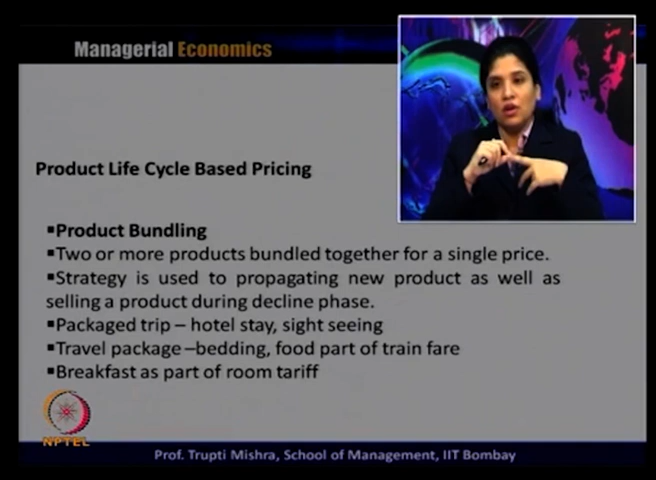 Managerial Economics
Product Life Cycle Based Pricing
▪Product Bundling
▪Two or more products bundled together for a single price.
▪Strategy is used to propagating new product as well as
selling a product during decline phase.
▪Packaged trip – hotel stay, sight seeing
▪Travel package –bedding, food part of train fare
▪Breakfast as part of room tariff
NPTEL
Prof. Trupti Mishra, School of Management, IIT Bombay